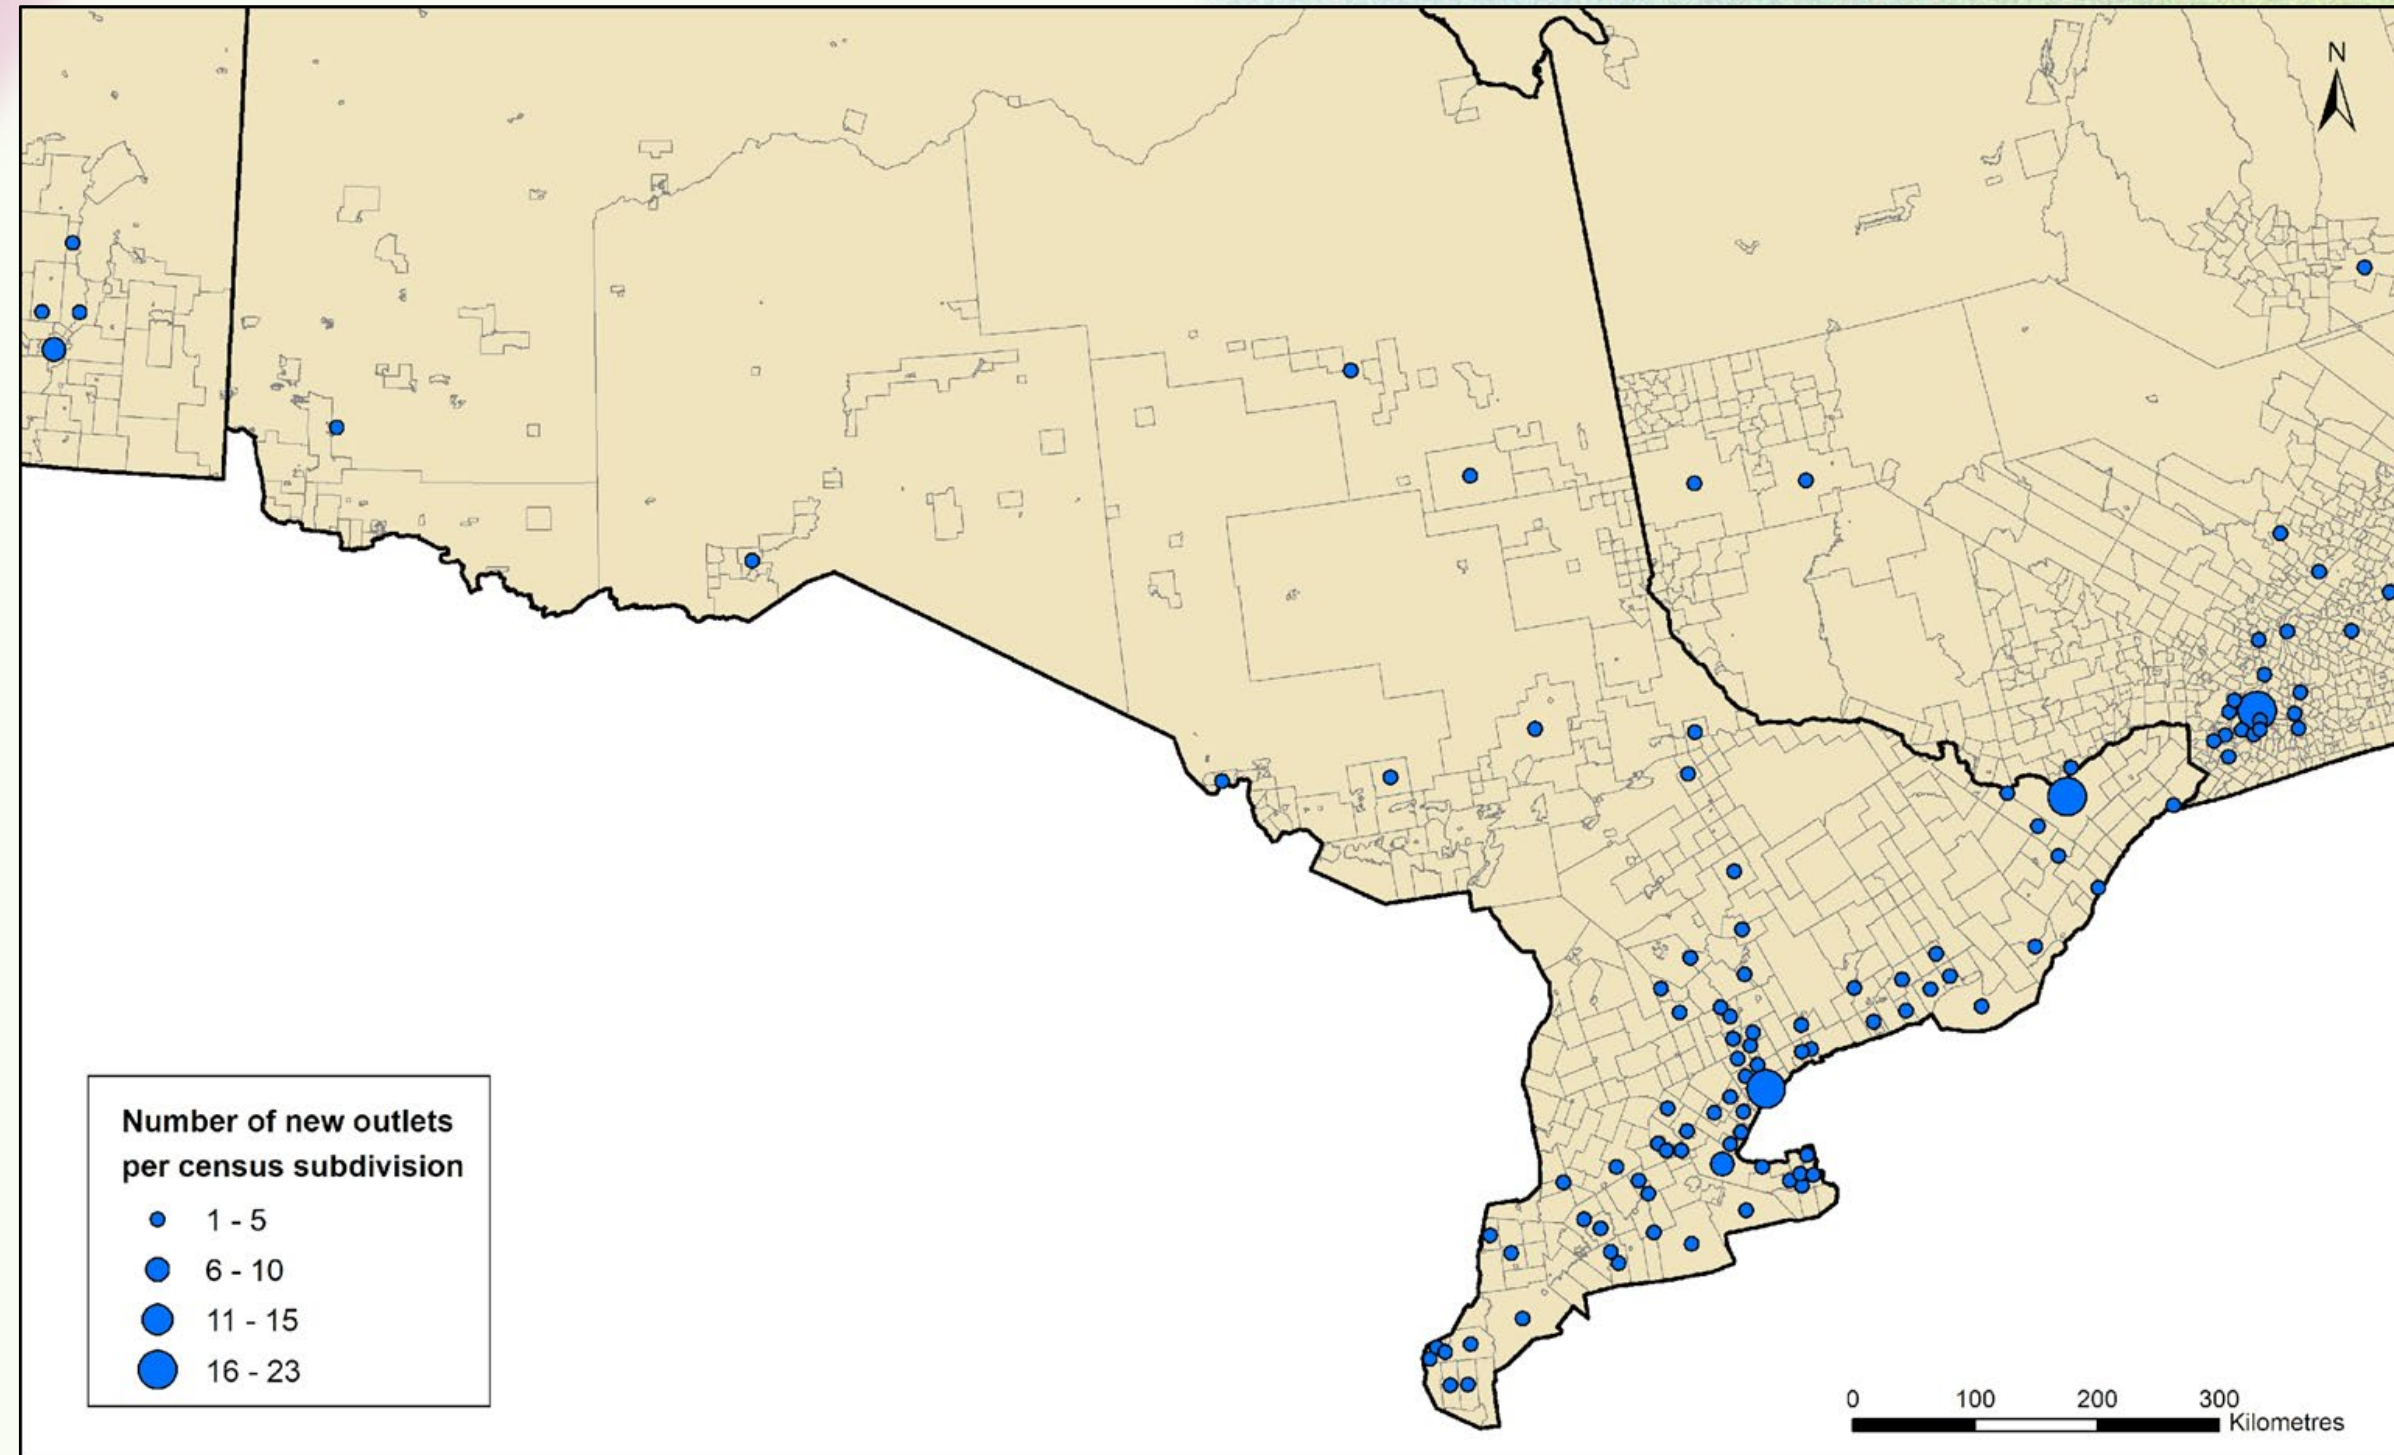 N
Number of new outlets
per census subdivision
1 - 5
6 - 10
11 - 15
16 - 23
0 100 200 300
Kilometres